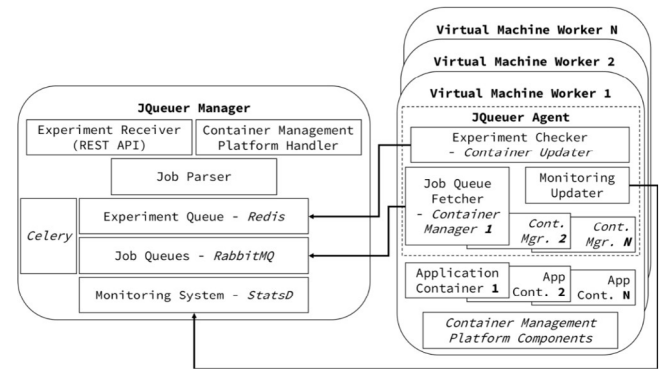 Virtual Machine Worker N
Virtual Machine Worker 2
Virtual Machine Worker 1
JQueuer Manager
Experiment Receiver
(REST API)
Container Management
Platform Handler
Job Parser
Celery
Experiment Queue - Redis
Job Queues - RabbitMQ
Monitoring System - StatsD
JQueuer Agent
Experiment Checker
- Container Updater
Job Queue
Fetcher
- Container
Manager 1
Monitoring
Updater
Cont.
Mgr. 2
Cont.
Mgr. N
Application
Container 1
App
Cont. 2
App
Cont. N
Container Management
Platform Components